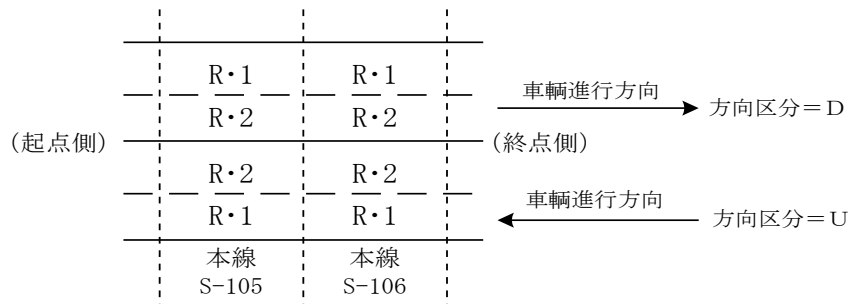 R・1 R・1
車輌進行方向
方向区分＝D
R・2 R・2
(起点側) (終点側)
R・2 R・2
車輌進行方向
方向区分＝U
R・1 R・1
本線 本線
S-105 S-106